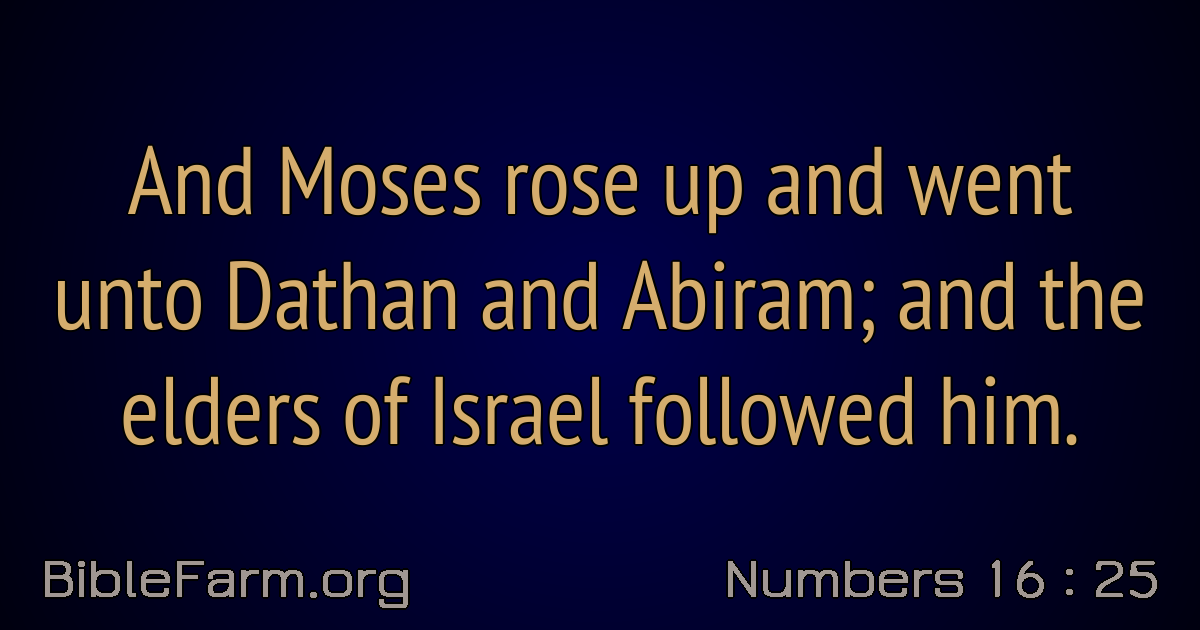 And Moses rose up and went
unto Dathan and Abiram; and the
elders of Israel followed him.
BibleFarm.org
Numbers 16 : 25